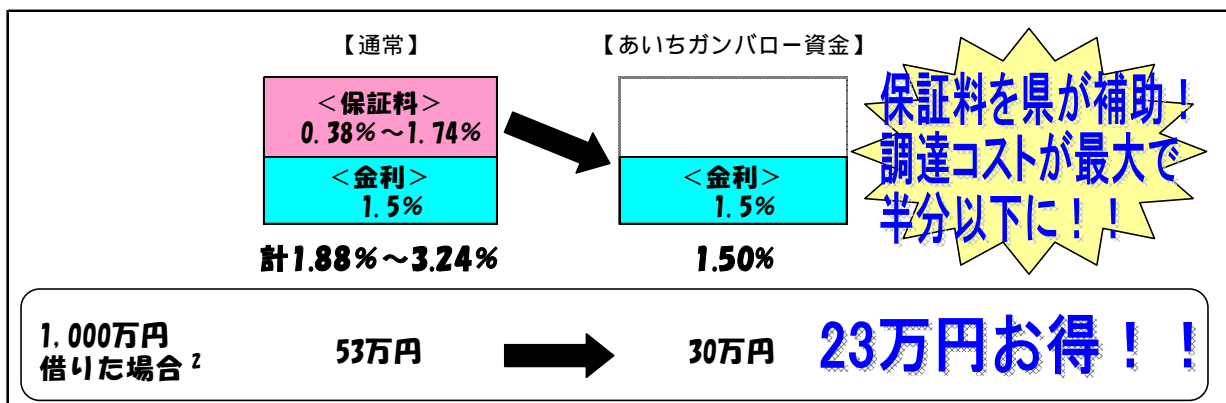 【通常】
【あいちガンバロー資金】
＜保証料＞
0.38%～1.74%
＜金利＞
1.5%
計1.88%～3.24%
＜金利＞
1.5%
1.50%
保証料を県が補助！
調達コストが最大で
半分以下に！！
1,000万円
借りた場合²
53万円
30万円
23万円お得！！